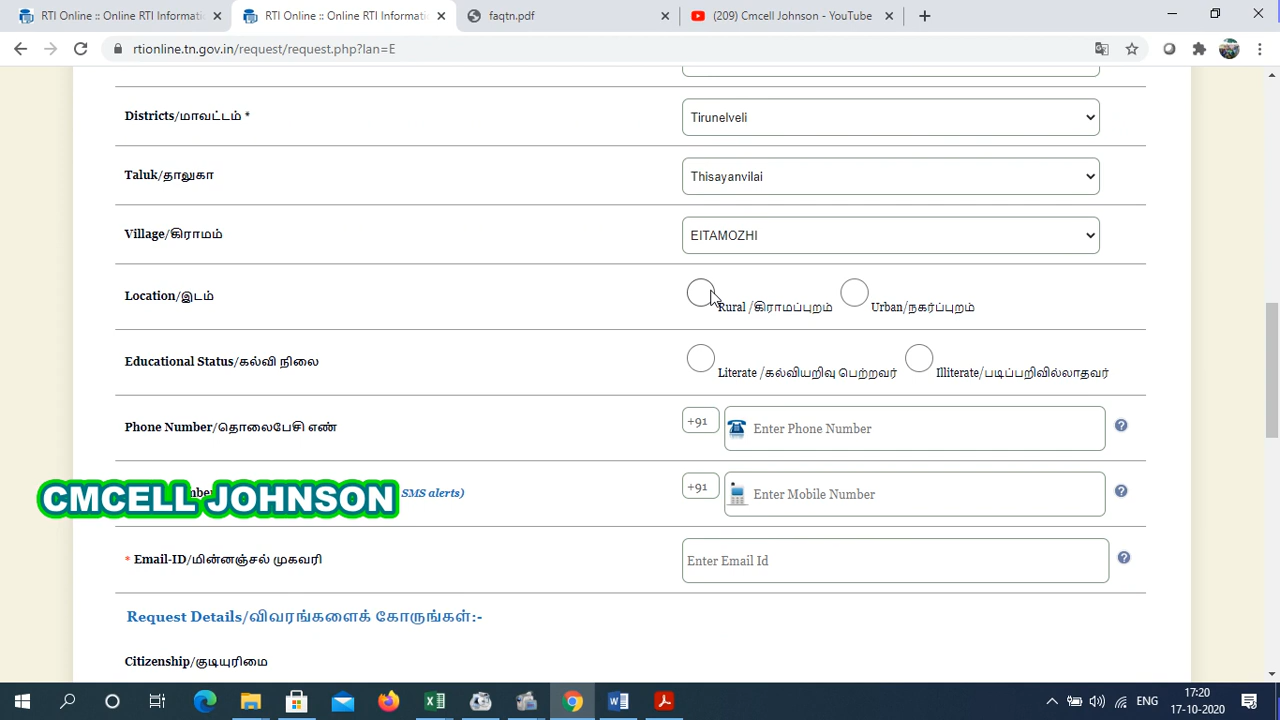 RTI Online :: Online RTI Informati
RTI Online :: Online RTI Informati
faqtn.pdf
(209) Cmcell Johnson - YouTube
rtionline.tn.gov.in/request/request.php?lan=E
Districts/மாவட்டம் *
Tirunelveli
Taluk/தாலுகா
Thisayanvilai
Village/கிராமம்
EITAMOZHI
Location/இடம்
Rural /கிராமப்புறம்
Urban/நகர்ப்புறம்
Educational Status/கல்வி நிலை
Literate /கல்வியறிவு பெற்றவர்
Illiterate/படிப்பறிவில்லாதவர்
Phone Number/தொலைபேசி எண்
+91
Enter Phone Number
CMCELL JOHNSON
SMS alerts)
+91
Enter Mobile Number
* Email-ID/மின்னஞ்சல் முகவரி
Enter Email Id
Request Details/விவரங்களைக் கோருங்கள்:-
Citizenship/குடியுரிமை
ENG
17:20
17-10-2020